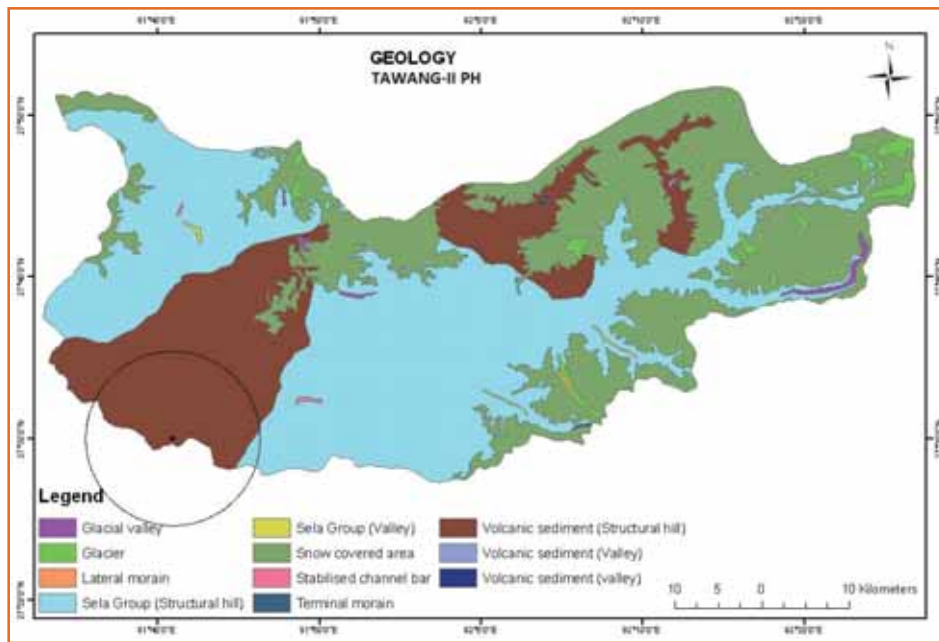 GEOLOGY
TAWANG-II PH
N
Legend
Glacial valley
Glacier
Lateral morain
Sela Group (Structural hill)
Sela Group (Valley)
Snow covered area
Stabilised channel bar
Terminal morain
Volcanic sediment (Structural hill)
Volcanic sediment (Valley)
Volcanic sediment (valley)
10 5 0 10 Kilometers